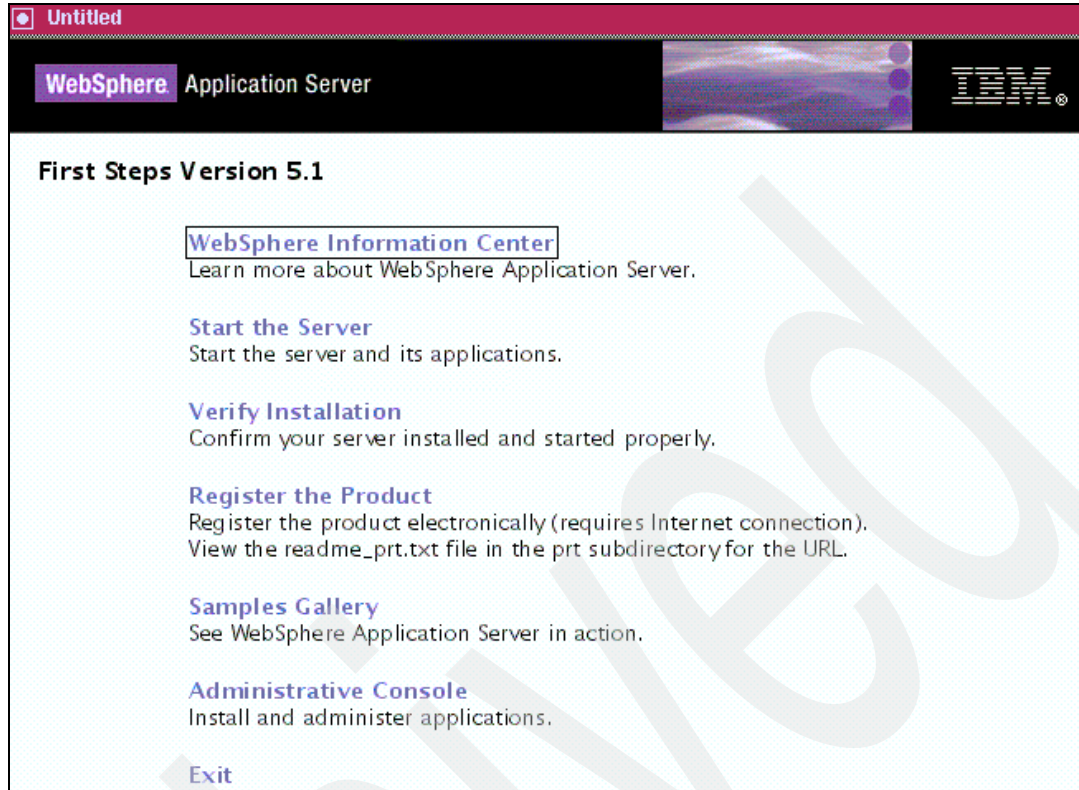 Untitled
WebSphere. Application Server
IBM®
First Steps Version 5.1
WebSphere Information Center
Learn more about WebSphere Application Server.
Start the Server
Start the server and its applications.
Verify Installation
Confirm your server installed and started properly.
Register the Product
Register the product electronically (requires Internet connection).
View the readme_prt.txt file in the prt subdirectory for the URL.
Samples Gallery
See WebSphere Application Server in action.
Administrative Console
Install and administer applications.
Exit